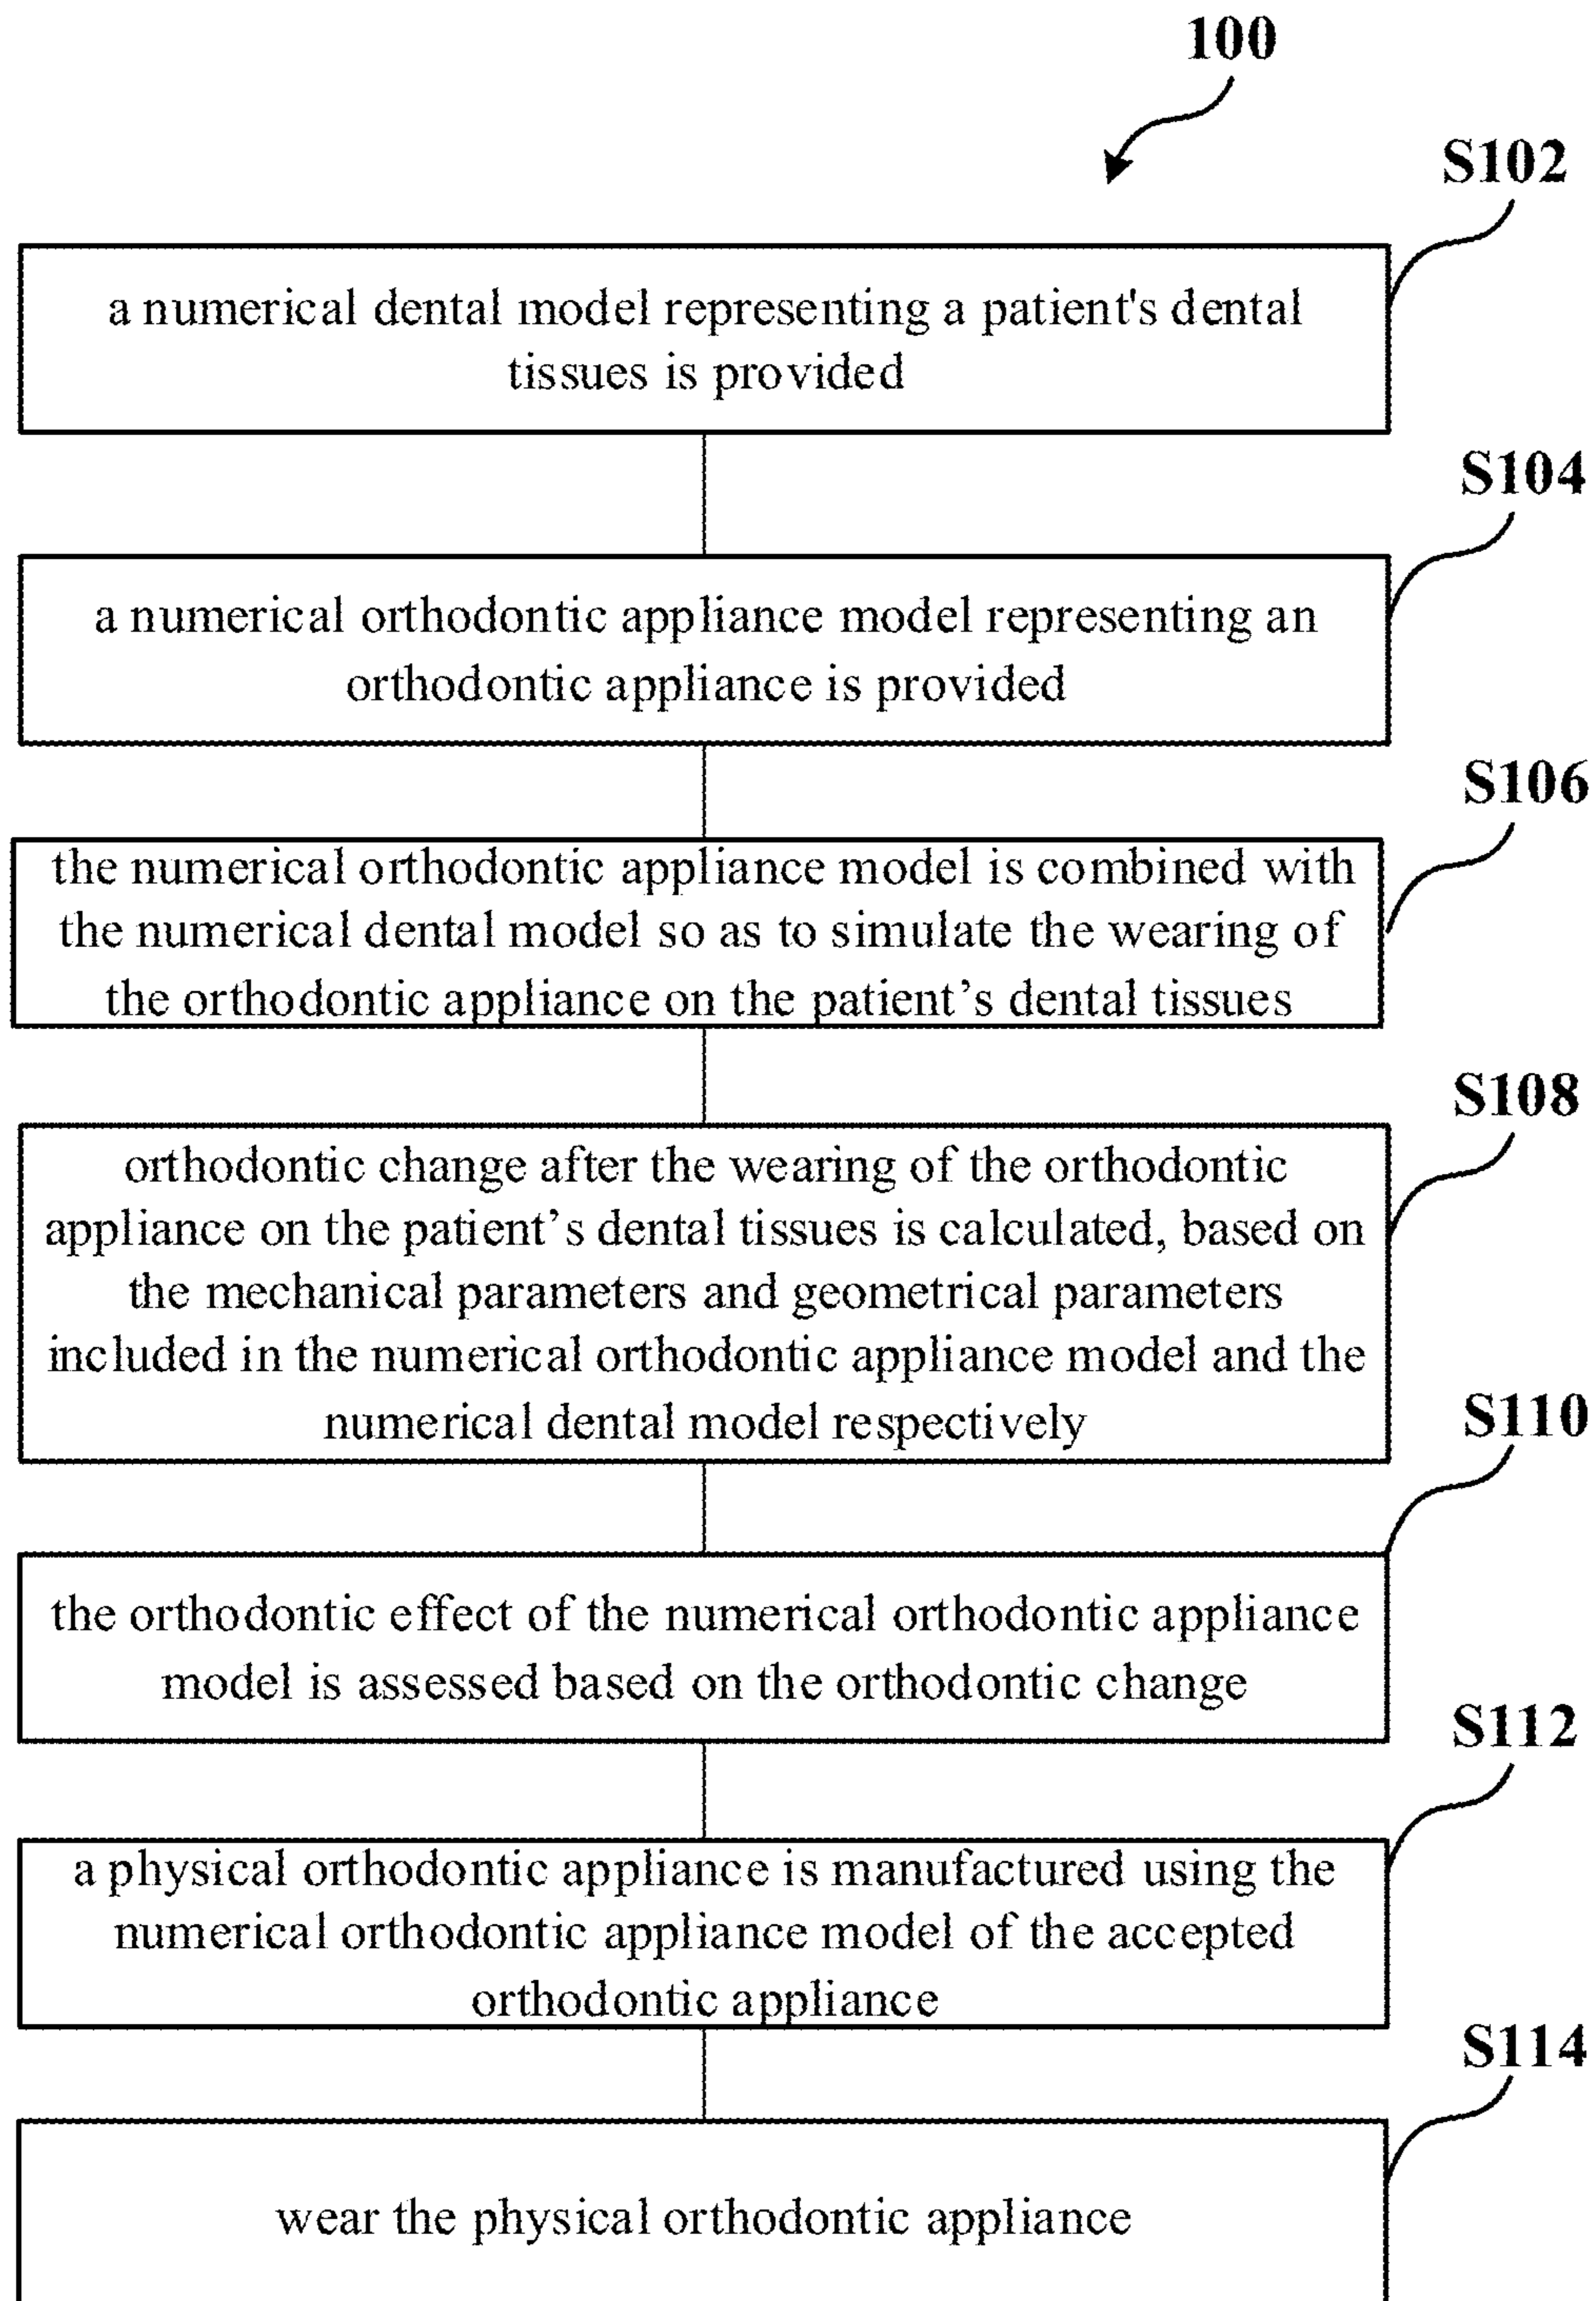 100
S102
a numerical dental model representing a patient's dental
tissues is provided
S104
a numerical orthodontic appliance model representing an
orthodontic appliance is provided
S106
the numerical orthodontic appliance model is combined with
the numerical dental model so as to simulate the wearing of
the orthodontic appliance on the patient’s dental tissues
S108
orthodontic change after the wearing of the orthodontic
appliance on the patient’s dental tissues is calculated, based on
the mechanical parameters and geometrical parameters
included in the numerical orthodontic appliance model and the
numerical dental model respectively
S110
the orthodontic effect of the numerical orthodontic appliance
model is assessed based on the orthodontic change
S112
a physical orthodontic appliance is manufactured using the
numerical orthodontic appliance model of the accepted
orthodontic appliance
S114
wear the physical orthodontic appliance